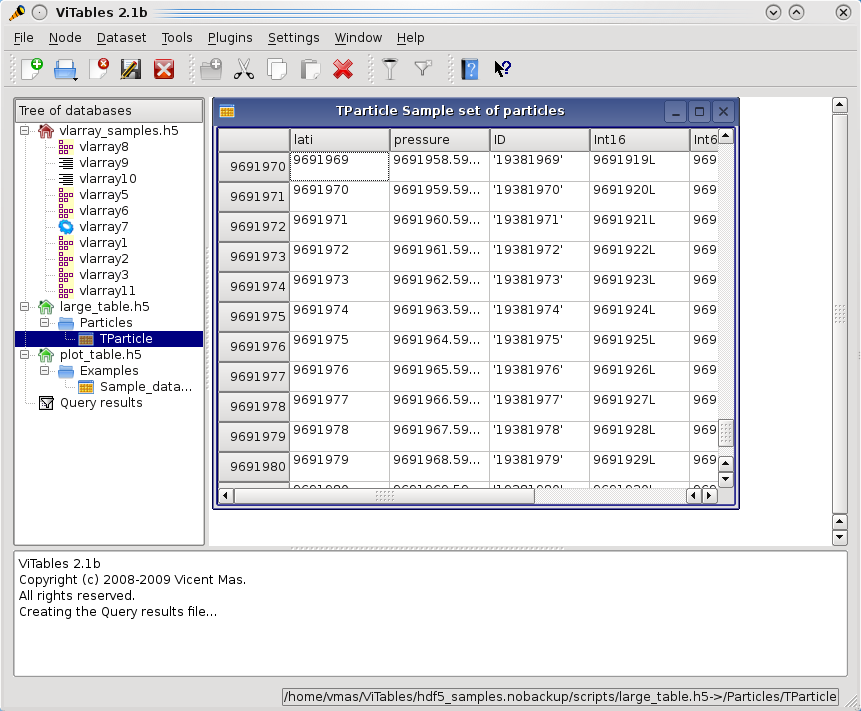 ViTables 2.1b
File Node Dataset Tools Plugins Settings Window Help
Tree of databases
vlarray_samples.h5
vlarray8
vlarray9
vlarray10
vlarray5
vlarray6
vlarray7
vlarray1
vlarray2
vlarray3
vlarray11
large_table.h5
Particles
TParticle
plot_table.h5
Examples
Sample_data...
Query results
TParticle Sample set of particles
lati pressure ID Int16 Int6
9691970 9691969 9691958.59... '19381969' 9691919L 969
9691971 9691970 9691959.59... '19381970' 9691920L 969
9691972 9691971 9691960.59... '19381971' 9691921L 969
9691973 9691972 9691961.59... '19381972' 9691922L 969
9691974 9691973 9691962.59... '19381973' 9691923L 969
9691975 9691974 9691963.59... '19381974' 9691924L 969
9691976 9691975 9691964.59... '19381975' 9691925L 969
9691977 9691976 9691965.59... '19381976' 9691926L 969
9691978 9691977 9691966.59... '19381977' 9691927L 969
9691979 9691978 9691967.59... '19381978' 9691928L 969
9691980 9691979 9691968.59... '19381979' 9691929L 969
ViTables 2.1b
Copyright (c) 2008-2009 Vicent Mas.
All rights reserved.
Creating the Query results file...
/home/vmas/ViTables/hdf5_samples.nobackup/scripts/large_table.h5->/Particles/TParticle